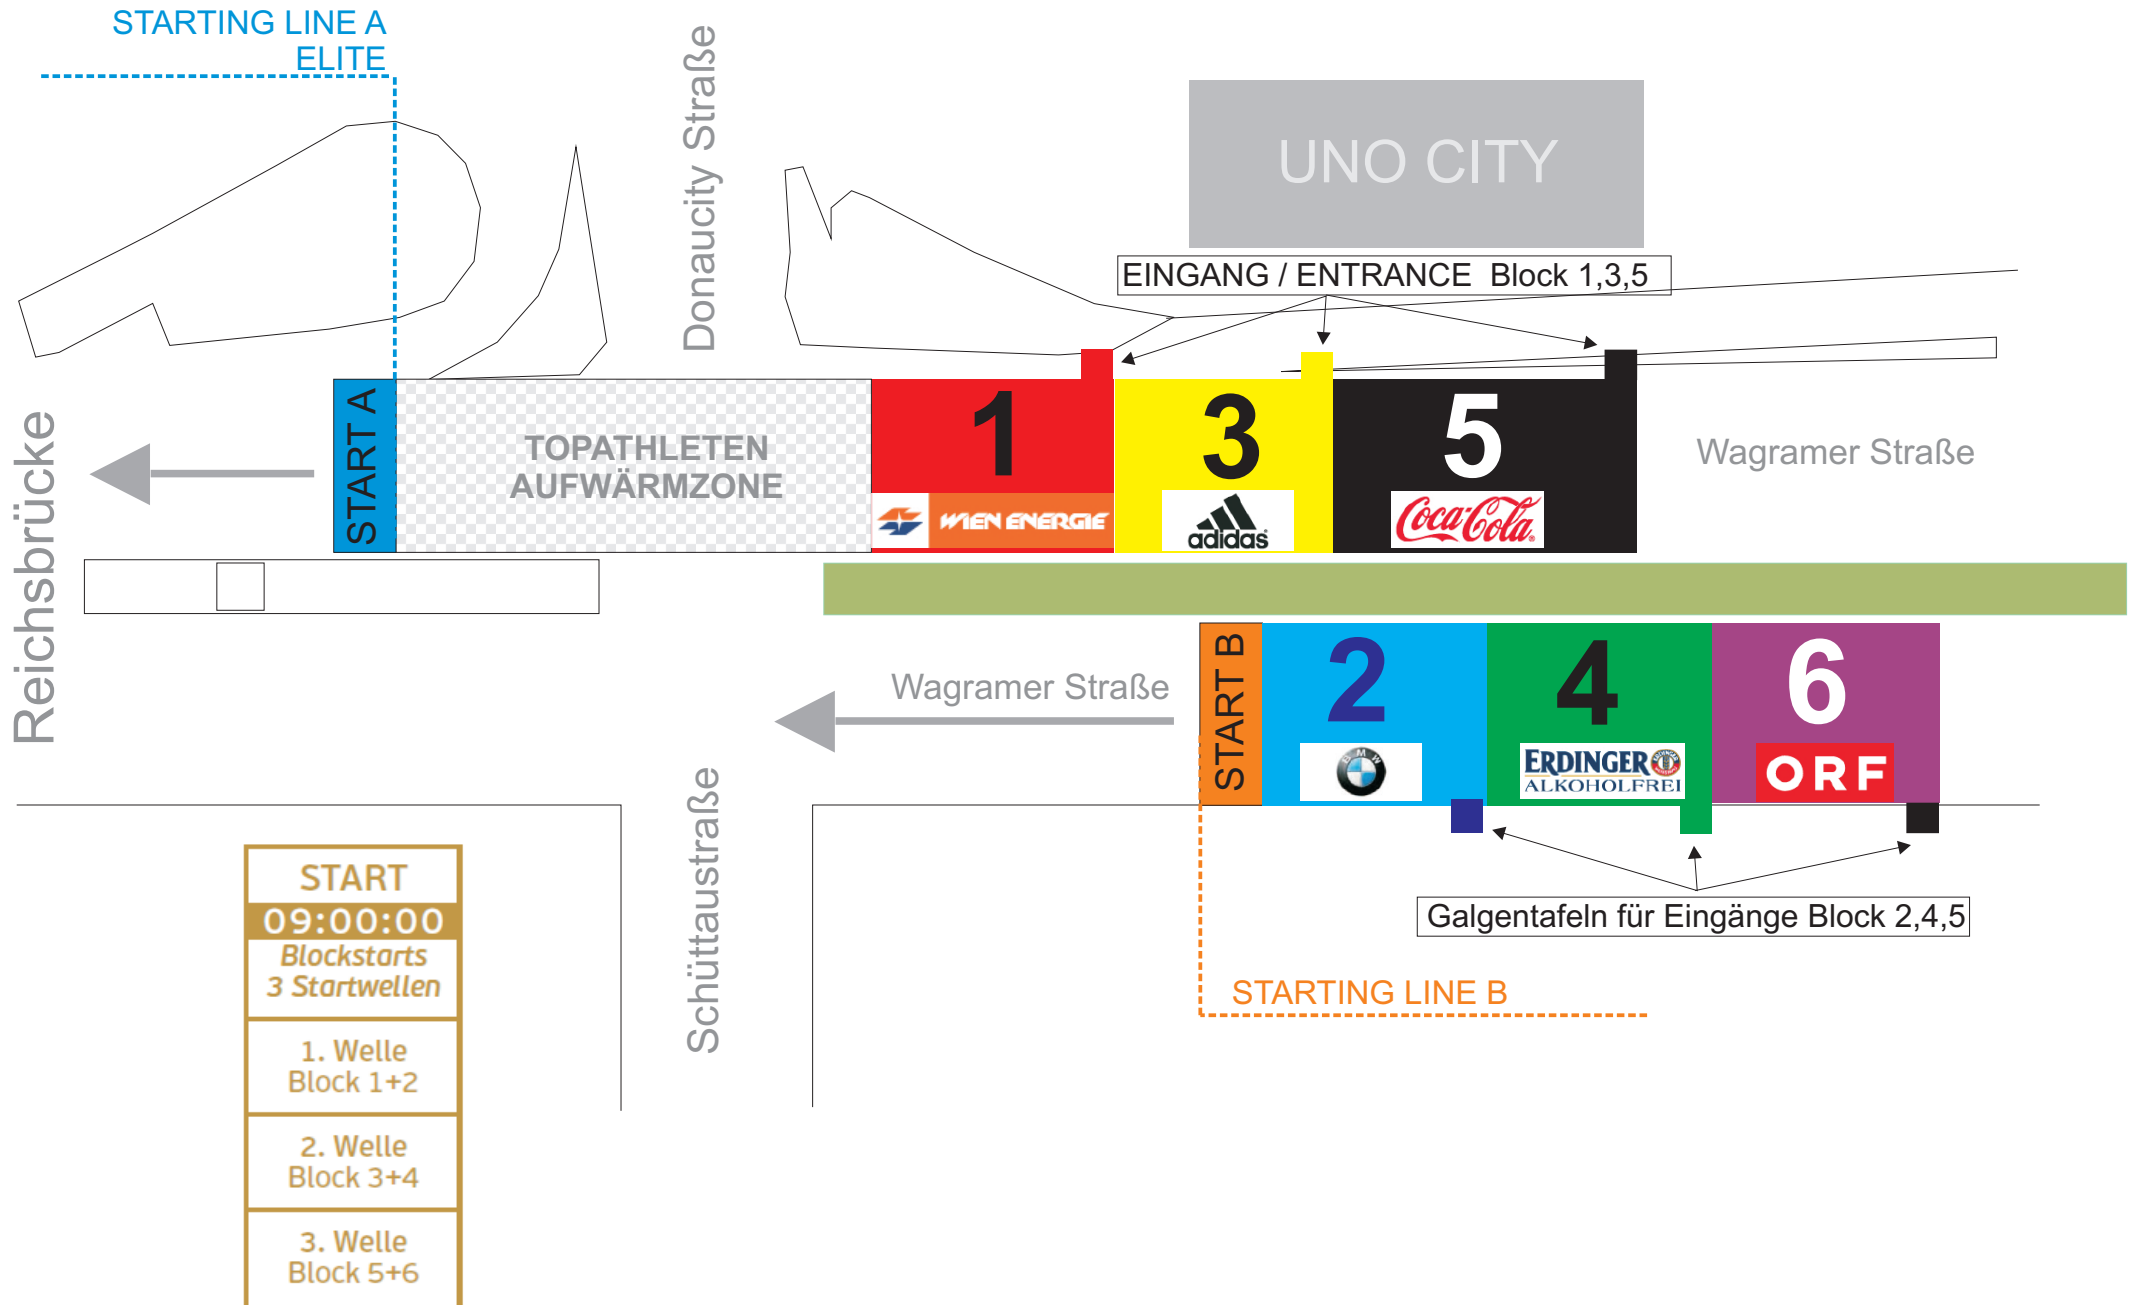 STARTING LINE A
ELITE
Donaucity Straße
UNO CITY
EINGANG / ENTRANCE Block 1,3,5
Reichsbrücke
START A
TOPATHLETEN
AUFWÄRMZONE
1
WIEN ENERGIE
3
adidas
5
Coca-Cola
Wagramer Straße
Wagramer Straße
START B
2
BMW
4
ERDINGER
ALKOHOLFREI
6
ORF
Galgentafeln für Eingänge Block 2,4,5
STARTING LINE B
Schüttaustraße
START
09:00:00
Blockstarts
3 Startwellen
1. Welle
Block 1+2
2. Welle
Block 3+4
3. Welle
Block 5+6